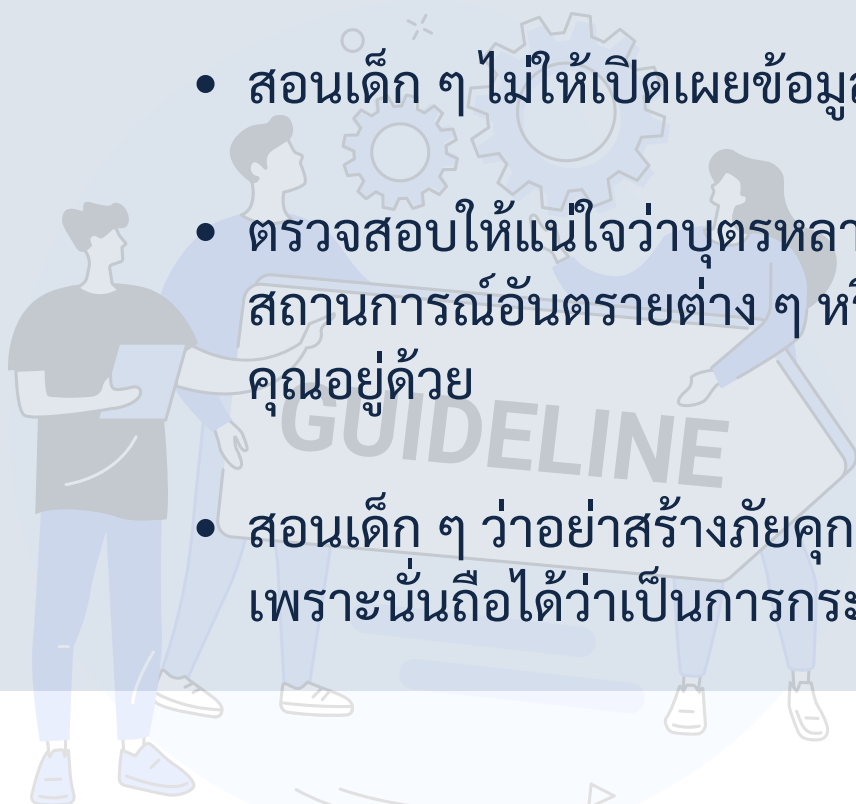 • สอนเด็ก ๆ ไม่ให้เปิดเผยข้อมู
• ตรวจสอบให้แน่ใจว่าบุตรหลา
สถานการณ์อันตรายต่าง ๆ ห
คุณอยู่ด้วย
GUIDELINE
• สอนเด็ก ๆ ว่าอย่าสร้างภัยคุก
เพราะนั่นถือได้ว่าเป็นการกระ